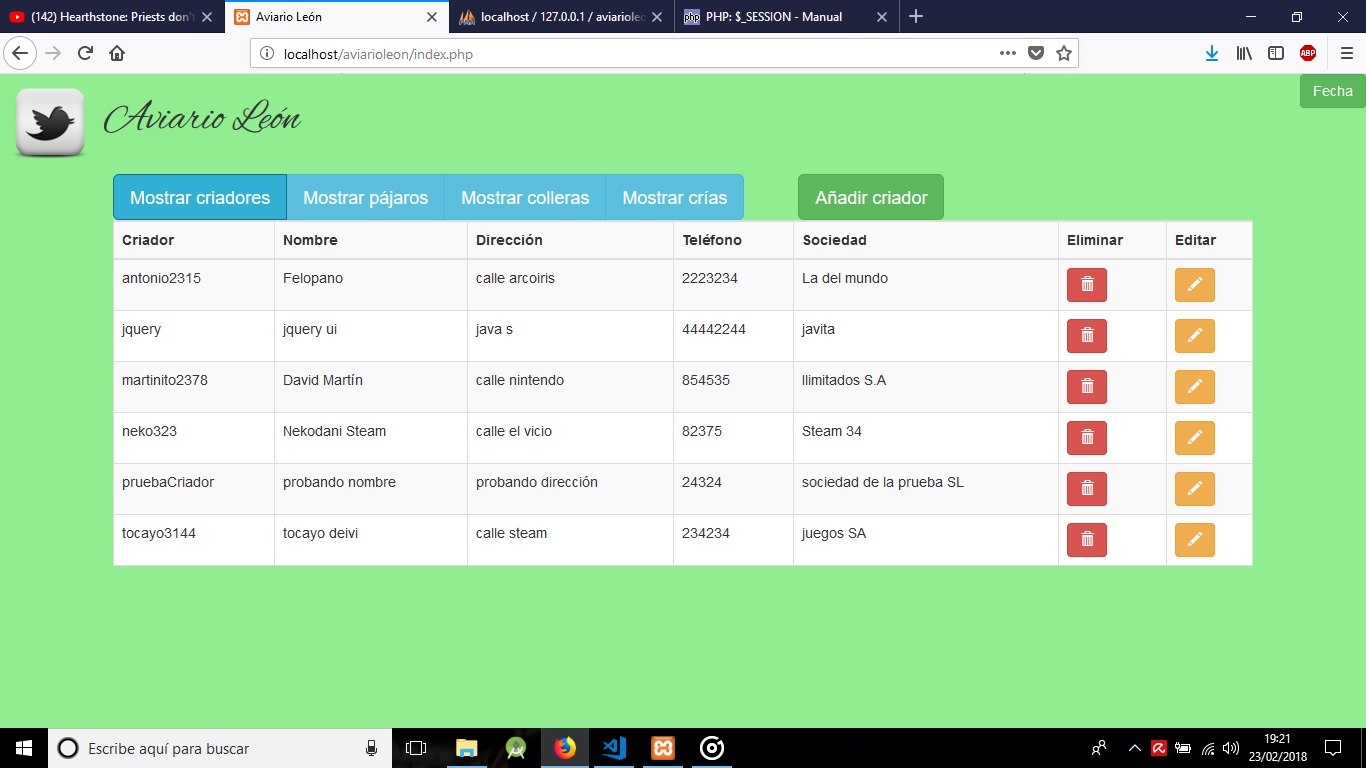 (142) Hearthstone: Priests don't
Aviario León
localhost / 127.0.0.1 / aviariole
PHP: $_SESSION - Manual
localhost/aviarioleon/index.php
ABP
Fecha
Aviario León
Mostrar criadores Mostrar pájaros Mostrar colleras Mostrar crías Añadir criador
Criador Nombre Dirección Teléfono Sociedad Eliminar Editar
antonio2315 Felopano calle arcoiris 2223234 La del mundo
jquery jquery ui java s 44442244 javita
martinito2378 David Martín calle nintendo 854535 llimitados S.A
neko323 Nekodani Steam calle el vicio 82375 Steam 34
pruebaCriador probando nombre probando dirección 24324 sociedad de la prueba SL
tocayo3144 tocayo deivi calle steam 234234 juegos SA
Escribe aquí para buscar
19:21
23/02/2018